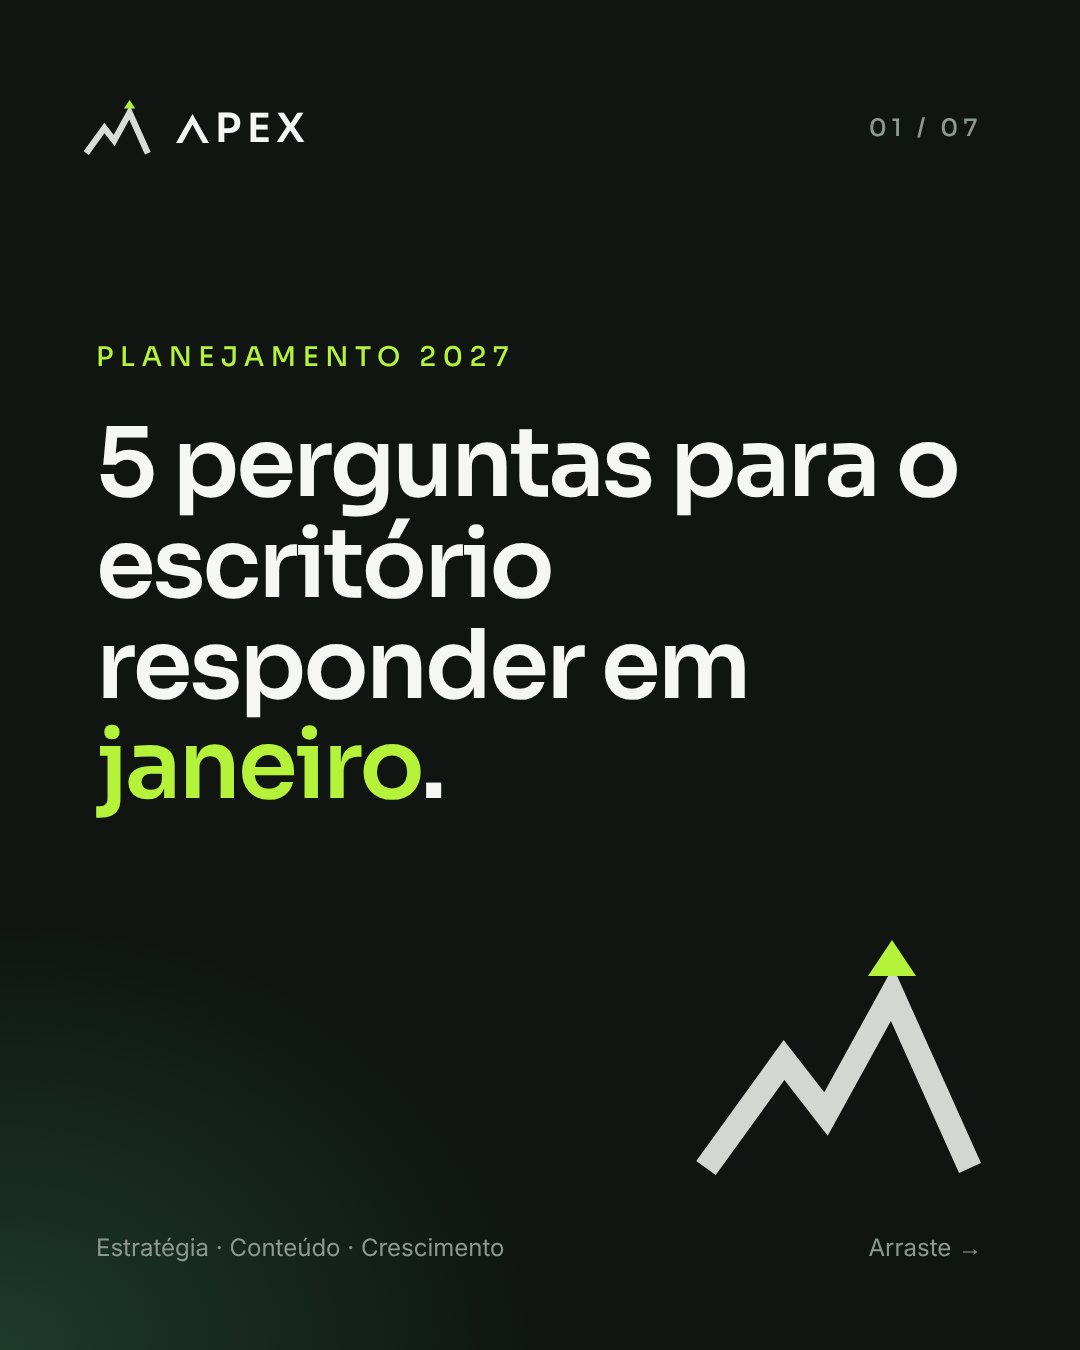 APEX
01 / 07
PLANEJAMENTO 2027
5 perguntas para o
escritório
responder em
janeiro.
Estratégia · Conteúdo · Crescimento
Arraste →